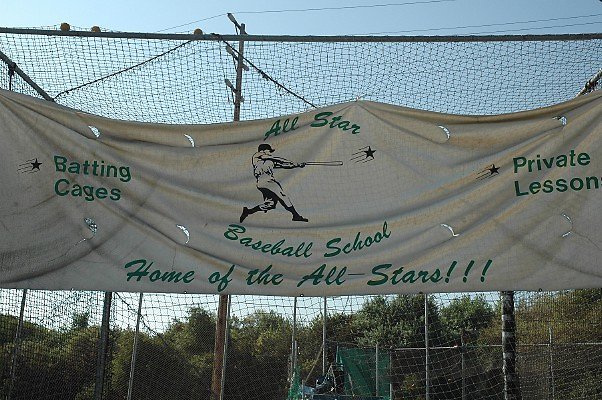 All Star
Batting
Cages
Private
Lessons
Baseball School
Home of the All-Stars!!!